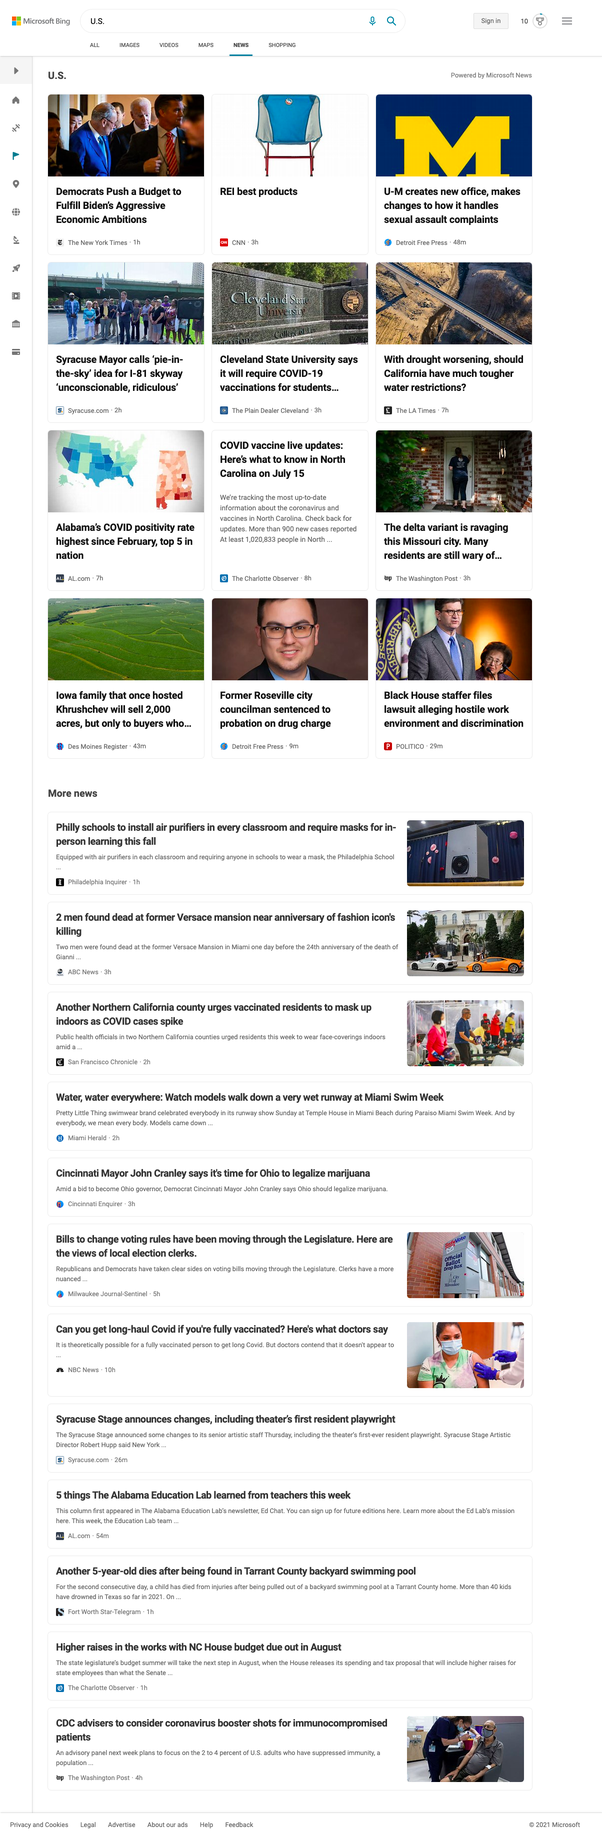 Microsoft Bing
U.S.
Sign in
10
ALL IMAGES VIDEOS MAPS NEWS SHOPPING
U.S.
Powered by Microsoft News
Democrats Push a Budget to
Fulfill Biden's Aggressive
Economic Ambitions
The New York Times · 1h
REI best products
CNN · 3h
M
U-M creates new office, makes
changes to how it handles
sexual assault complaints
Detroit Free Press · 48m
Syracuse Mayor calls 'pie-in-
the-sky' idea for I-81 skyway
'unconscionable, ridiculous'
Syracuse.com · 2h
Cleveland State
University
Cleveland State University says
it will require COVID-19
vaccinations for students...
The Plain Dealer Cleveland · 3h
With drought worsening, should
California have much tougher
water restrictions?
The LA Times · 7h
Alabama's COVID positivity rate
highest since February, top 5 in
nation
AL.com · 7h
COVID vaccine live updates:
Here's what to know in North
Carolina on July 15
We're tracking the most up-to-date
information about the coronavirus and
vaccines in North Carolina. Check back for
updates. More than 900 new cases reported
At least 1,020,833 people in North ...
The Charlotte Observer · 8h
The delta variant is ravaging
this Missouri city. Many
residents are still wary of...
The Washington Post · 3h
Iowa family that once hosted
Khrushchev will sell 2,000
acres, but only to buyers who...
Des Moines Register · 43m
Former Roseville city
councilman sentenced to
probation on drug charge
Detroit Free Press · 9m
Black House staffer files
lawsuit alleging hostile work
environment and discrimination
POLITICO · 29m
More news
Philly schools to install air purifiers in every classroom and require masks for in-
person learning this fall
Equipped with air purifiers in each classroom and requiring anyone in schools to wear a mask, the Philadelphia School
...
Philadelphia Inquirer · 1h
2 men found dead at former Versace mansion near anniversary of fashion icon's
killing
Two men were found dead at the former Versace Mansion in Miami one day before the 24th anniversary of the death of
Gianni ...
ABC News · 3h
Another Northern California county urges vaccinated residents to mask up
indoors as COVID cases spike
Public health officials in two Northern California counties urged residents this week to wear face-coverings indoors
amid a ...
San Francisco Chronicle · 2h
Water, water everywhere: Watch models walk down a very wet runway at Miami Swim Week
Pretty Little Thing swimwear brand celebrated everybody in its runway show Sunday at Temple House in Miami Beach during Paraiso Miami Swim Week. And by
everybody, we mean every body. Models came down ...
Miami Herald · 2h
Cincinnati Mayor John Cranley says it's time for Ohio to legalize marijuana
Amid a bid to become Ohio governor, Democrat Cincinnati Mayor John Cranley says Ohio should legalize marijuana.
Cincinnati Enquirer · 3h
Bills to change voting rules have been moving through the Legislature. Here are
the views of local election clerks.
Republicans and Democrats have taken clear sides on voting bills moving through the Legislature. Clerks have a more
nuanced ...
Milwaukee Journal-Sentinel · 5h
Official
Ballot
Drop Box
Can you get long-haul Covid if you're fully vaccinated? Here's what doctors say
It is theoretically possible for a fully vaccinated person to get long Covid. But doctors contend that it doesn't appear to
...
NBC News · 10h
Syracuse Stage announces changes, including theater's first resident playwright
The Syracuse Stage announced some changes to its senior artistic staff Thursday, including the theater's first-ever resident playwright. Syracuse Stage Artistic
Director Robert Hupp said New York ...
Syracuse.com · 26m
5 things The Alabama Education Lab learned from teachers this week
This column first appeared in The Alabama Education Lab's newsletter, Ed Chat. You can sign up for future editions here. Learn more about the Ed Lab's mission
here. This week, the Education Lab team ...
AL.com · 54m
Another 5-year-old dies after being found in Tarrant County backyard swimming pool
For the second consecutive day, a child has died from injuries after being pulled out of a backyard swimming pool at a Tarrant County home. More than 40 kids
have drowned in Texas so far in 2021. On ...
Fort Worth Star-Telegram · 1h
Higher raises in the works with NC House budget due out in August
The state legislature's budget summer will take the next step in August, when the House releases its spending and tax proposal that will include higher raises for
state employees than what the Senate ...
The Charlotte Observer · 1h
CDC advisers to consider coronavirus booster shots for immunocompromised
patients
An advisory panel next week plans to focus on the 2 to 4 percent of U.S. adults who have suppressed immunity, a
population ...
The Washington Post · 4h
Privacy and Cookies Legal Advertise About our ads Help Feedback
© 2021 Microsoft